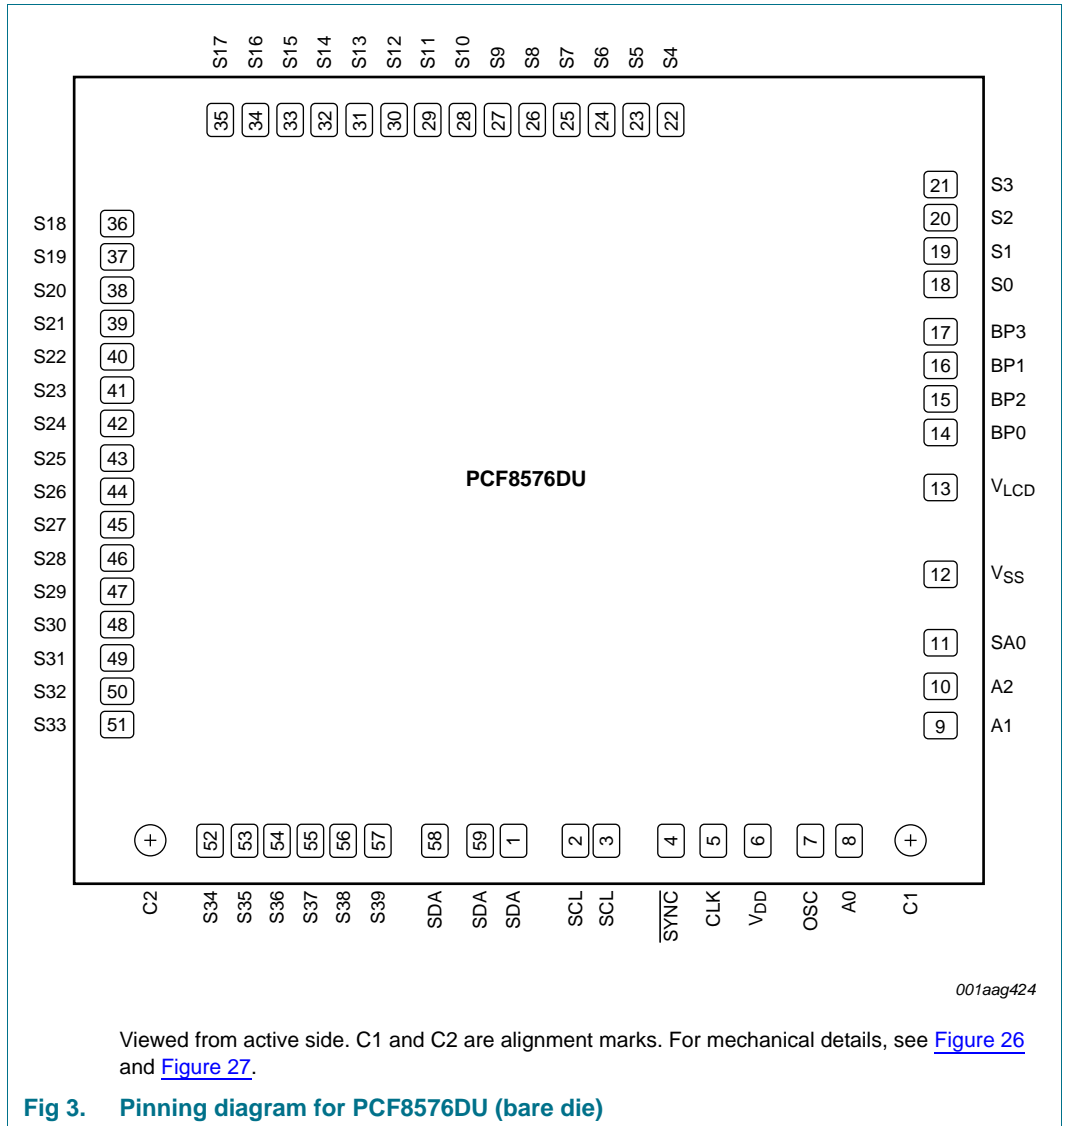 S17 S16 S15 S14 S13 S12 S11 S10 S9 S8 S7 S6 S5 S4
35 34 33 32 31 30 29 28 27 26 25 24 23 22
21 S3
20 S2
19 S1
18 S0
17 BP3
16 BP1
15 BP2
14 BP0
13 VLCD
12 VSS
11 SA0
10 A2
9 A1
S18 36
S19 37
S20 38
S21 39
S22 40
S23 41
S24 42
S25 43
S26 44
S27 45
S28 46
S29 47
S30 48
S31 49
S32 50
S33 51
PCF8576DU
52 53 54 55 56 57 58 59 1 2 3 4 5 6 7 8
C2 S34 S35 S36 S37 S38 S39 SDA SDA SDA SCL SCL SYNC CLK VDD OSC A0 C1
001aag424
Viewed from active side. C1 and C2 are alignment marks. For mechanical details, see Figure 26
and Figure 27.
Fig 3. Pinning diagram for PCF8576DU (bare die)